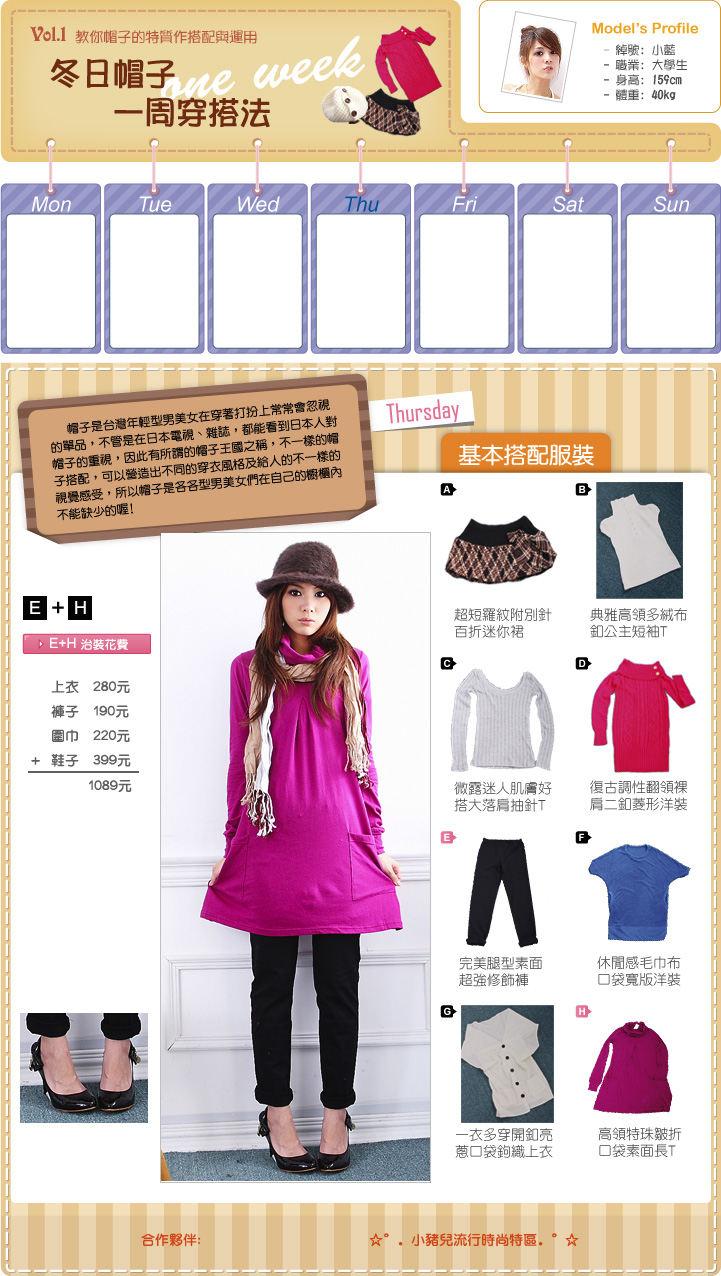 Vol.1 教你帽子的特質作搭配與運用
冬日帽子
one week
一周穿搭法
Model's Profile
- 綽號: 小藍
- 職業: 大學生
- 身高: 159cm
- 體重: 40kg
Mon Tue Wed Thu Fri Sat Sun
帽子是台灣年輕型男美女在穿著打扮上常常會忽視
的單品，不管是在日本電視、雜誌，都能看到日本人對
帽子的重視，因此有所謂的帽子王國之稱，不一樣的帽
子搭配，可以營造出不同的穿衣風格及給人的不一樣的
視覺感受，所以帽子是各各型男美女們在自己的櫥櫃內
不能缺少的喔!
Thursday
基本搭配服裝
E + H
E+H 治裝花費
上衣 280元
褲子 190元
圍巾 220元
+ 鞋子 399元
1089元
A
超短羅紋附別針
百折迷你裙
B
典雅高領多絨布
釦公主短袖T
C
微露迷人肌膚好
搭大落肩抽針T
D
復古調性翻領裸
肩二釦菱形洋裝
E
完美腿型素面
超強修飾褲
F
休閒感毛巾布
口袋寬版洋裝
G
一衣多穿開釦亮
蔥口袋鉤織上衣
H
高領特珠皺折
口袋素面長T
合作夥伴:
☆°．小豬兒流行時尚特區．°☆